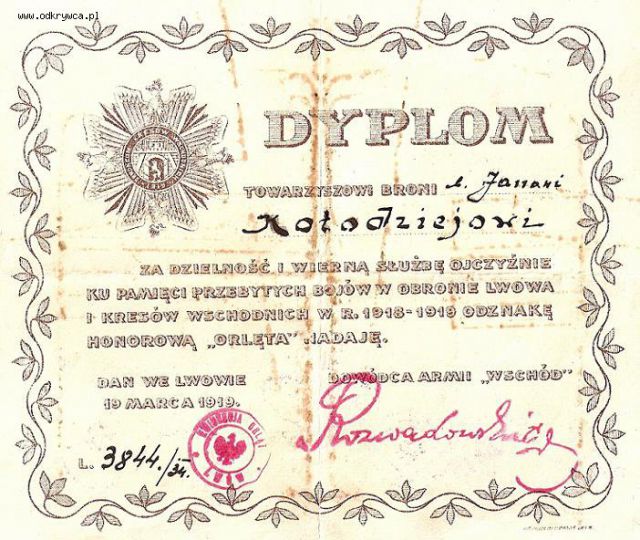 www.odkrywca.pl
DYPLOM
TOWARZYSZOWI BRONI Janowi
Kołodziejowi
ZA DZIELNOŚĆ I WIERNĄ SŁUŻBĘ OJCZYŹNIE
KU PAMIĘCI PRZEBYTYCH BOJÓW W OBRONIE LWOWA
I KRESÓW WSCHODNICH W R. 1918-1919 ODZNAKĘ
HONOROWĄ „ORLĘTA” NADAJĘ.
DAN WE LWOWIE
19 MARCA 1919.
DOWÓDCA ARMII „WSCHÓD”
Rozwadowski
L. 3844./34.